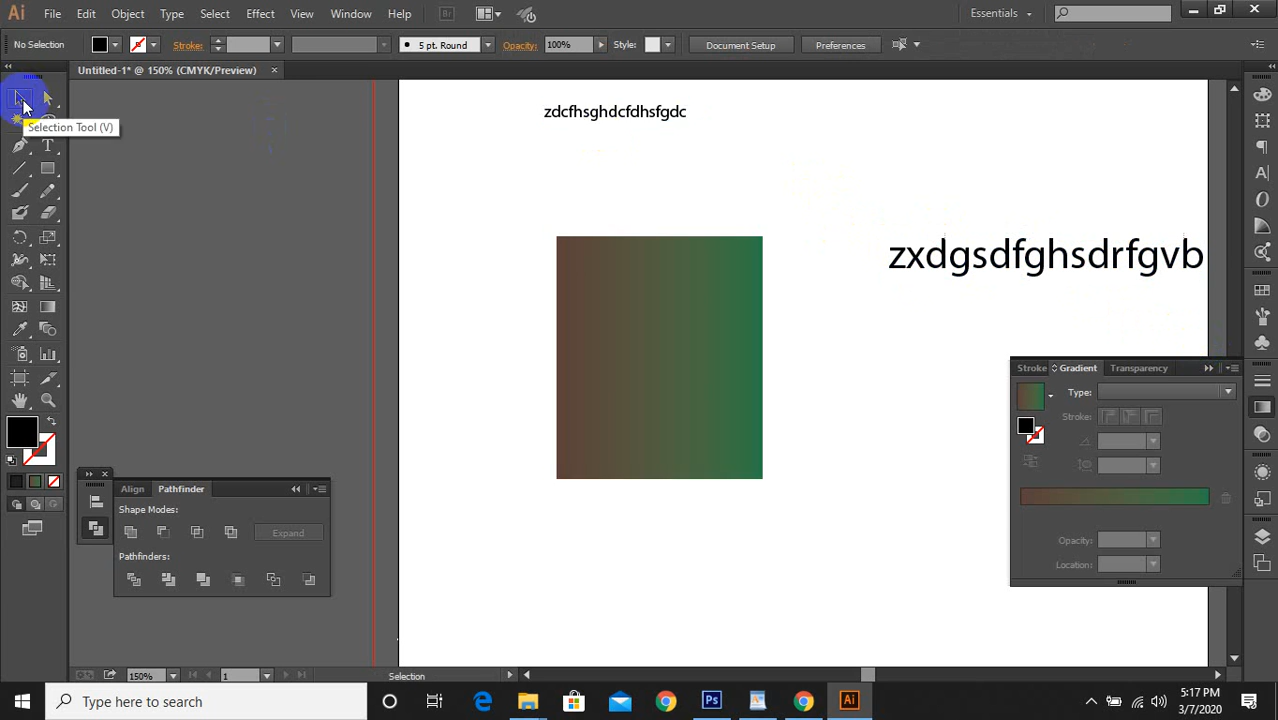 Ai File Edit Object Type Select Effect View Window Help Br Essentials
No Selection Stroke: 5 pt. Round Opacity: 100% Style: Document Setup Preferences
Untitled-1* @ 150% (CMYK/Preview)
Selection Tool (V)
zdcfhsghdcfdhsfgdc
zxdgsdfghsdrfgvb
Stroke Gradient Transparency
Type:
Stroke:
Opacity:
Location:
Align Pathfinder
Shape Modes:
Expand
Pathfinders:
150% 1 Selection
Type here to search
Ps
Ai
5:17 PM
3/7/2020